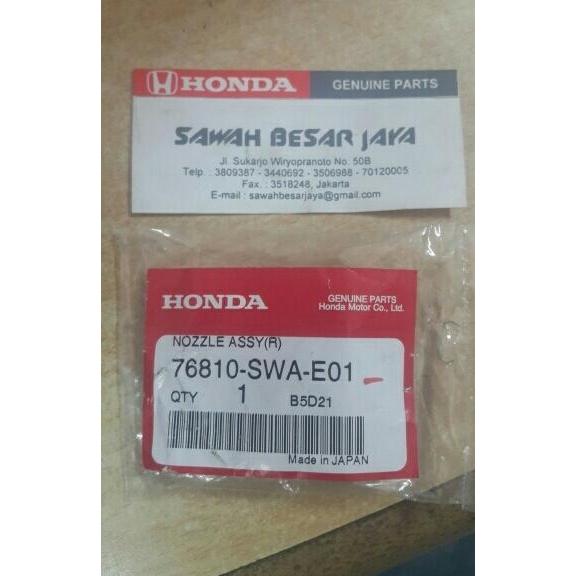 HONDA GENUINE PARTS
SAWAH BESAR JAYA
Jl. Sukarjo Wiryopranoto No. 50B
Telp. : 3809387 - 3440692 - 3506988 - 70120005
Fax. : 3518248, Jakarta
E-mail : sawahbesarjaya@gmail.com
HONDA
GENUINE PARTS
Honda Motor Co., Ltd.
NOZZLE ASSY(R)
76810-SWA-E01
QTY 1 B5D21
Made in JAPAN